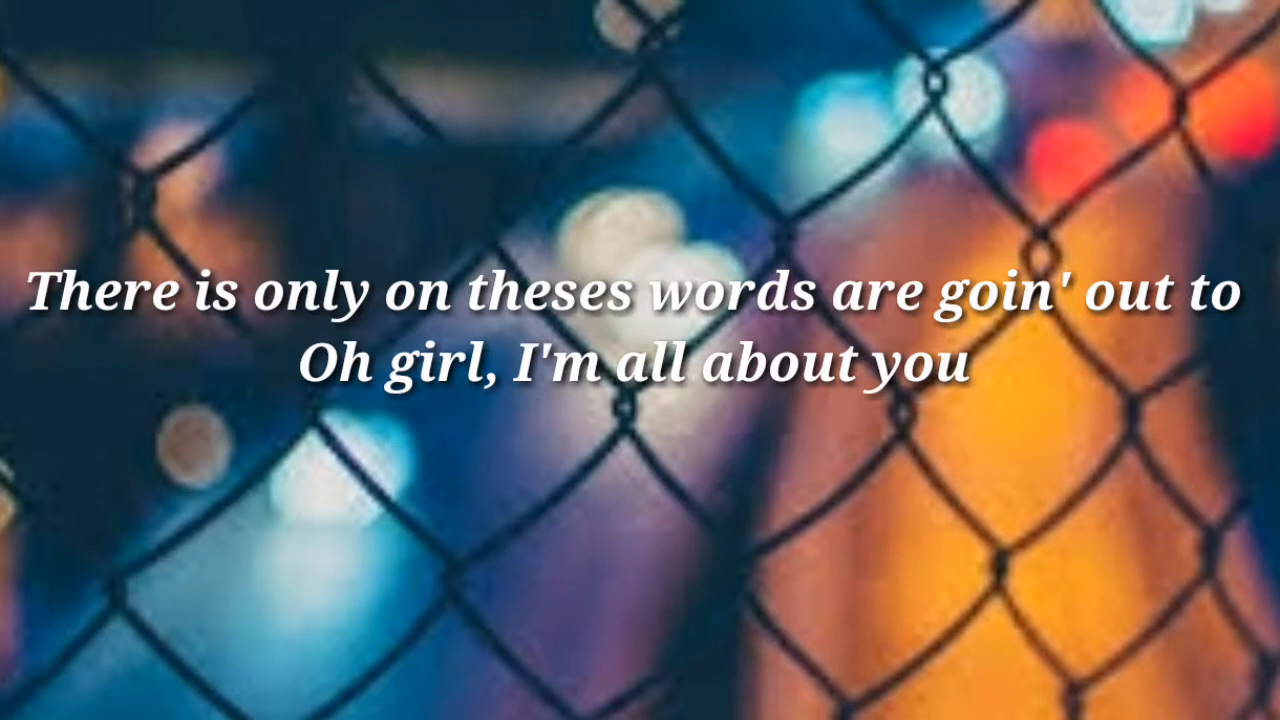 There is only on theses words are goin' out to
Oh girl, I'm all about you